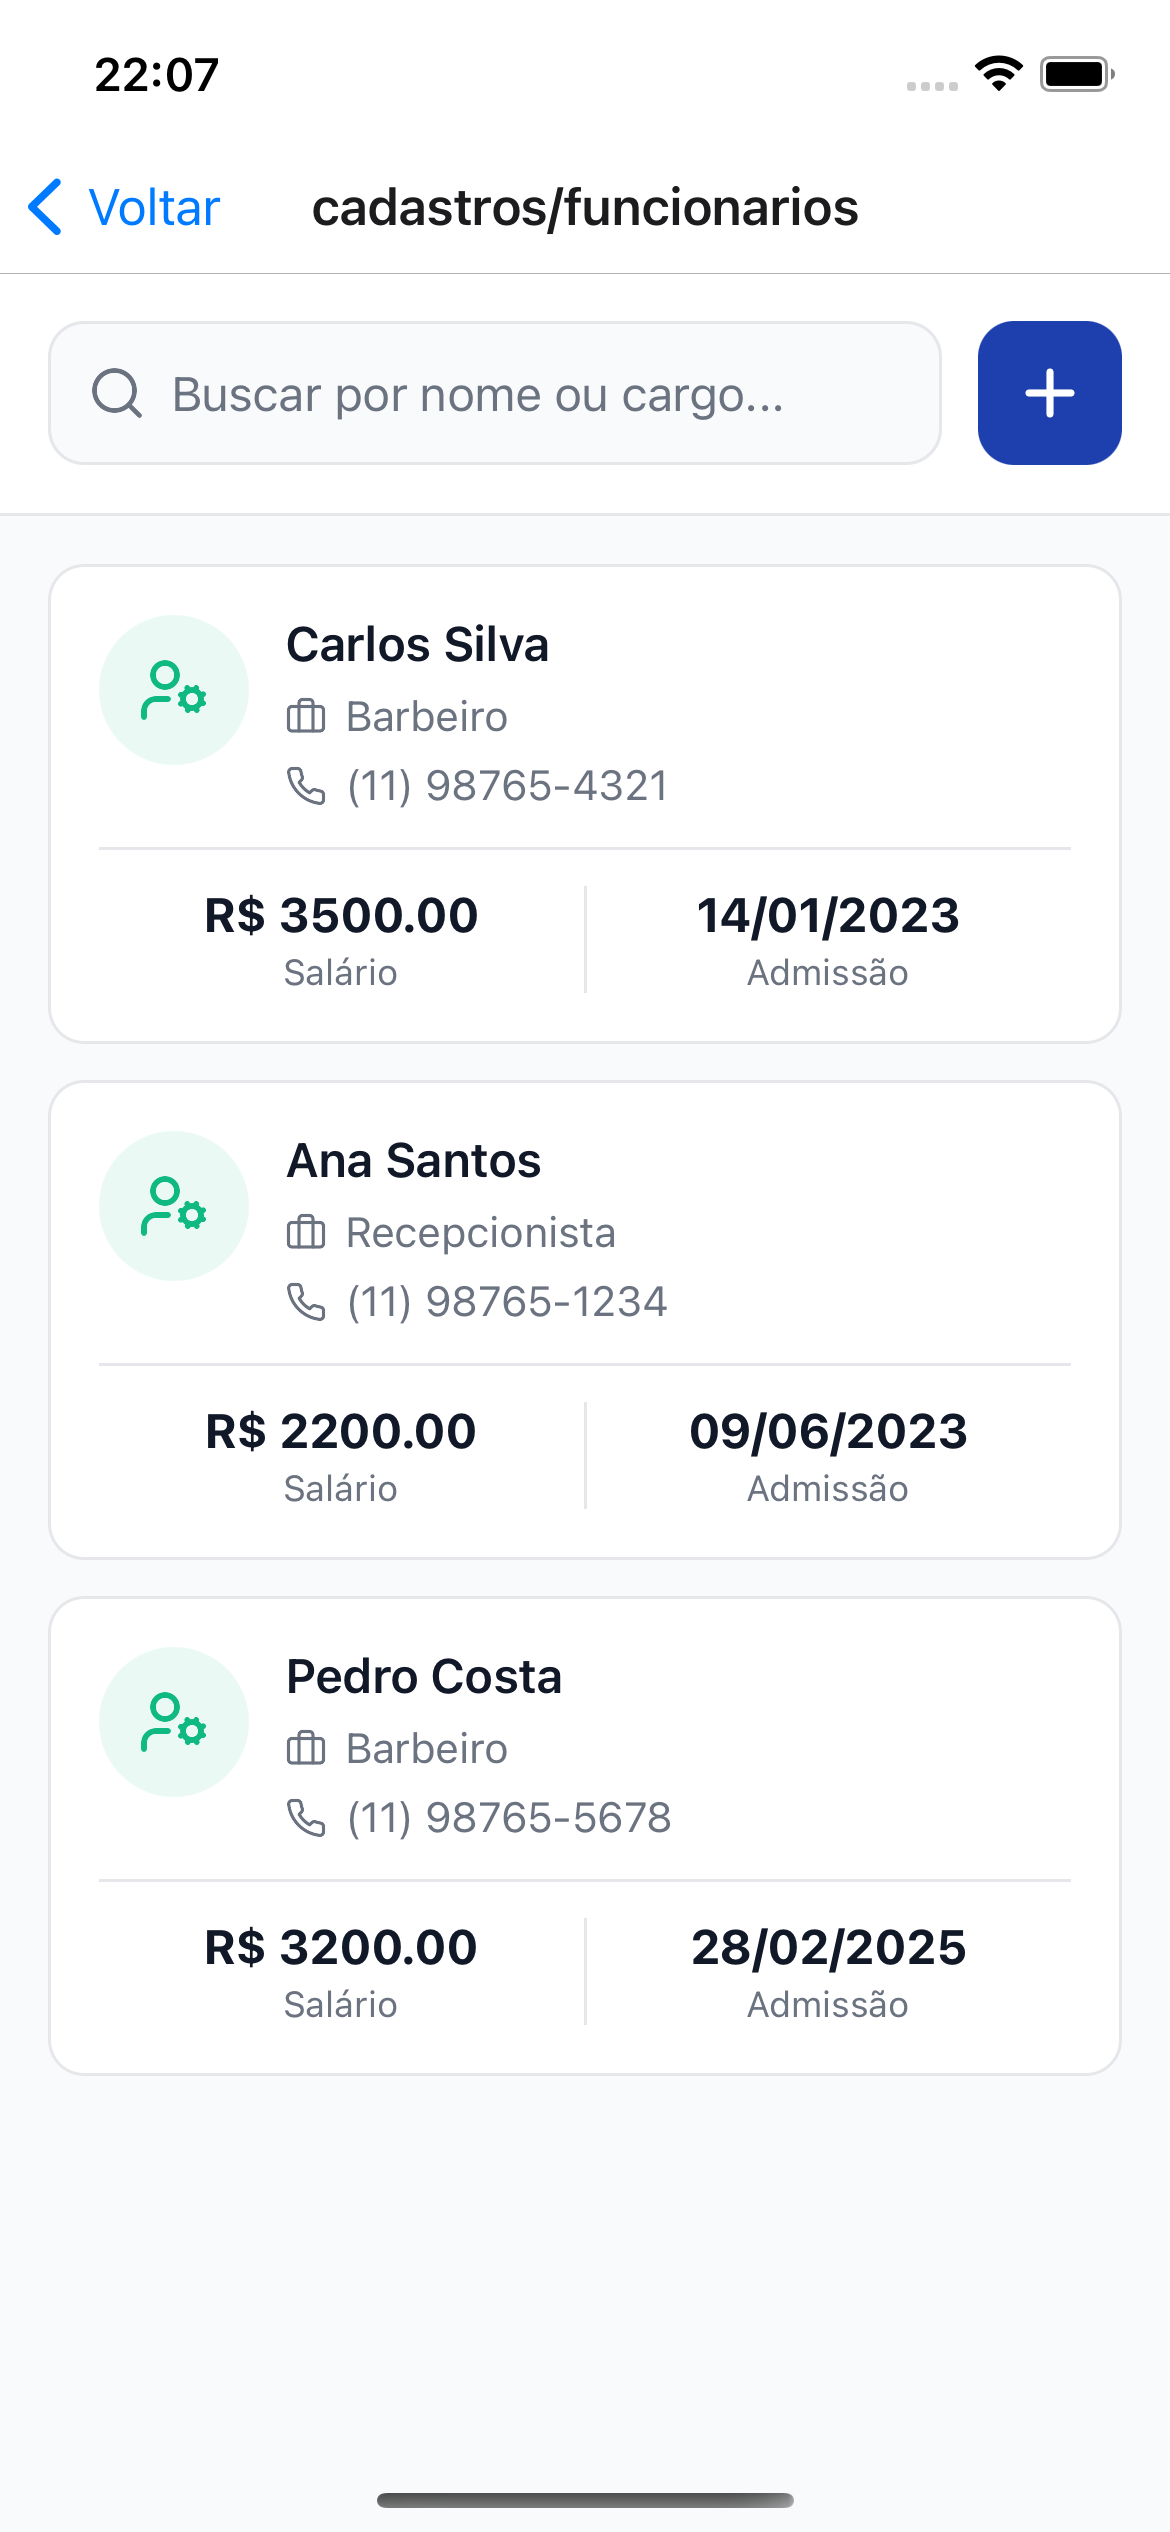 22:07
Voltar
cadastros/funcionarios
Buscar por nome ou cargo...
Carlos Silva
Barbeiro
(11) 98765-4321
R$ 3500.00
14/01/2023
Salário
Admissão
Ana Santos
Recepcionista
(11) 98765-1234
R$ 2200.00
09/06/2023
Salário
Admissão
Pedro Costa
Barbeiro
(11) 98765-5678
R$ 3200.00
28/02/2025
Salário
Admissão